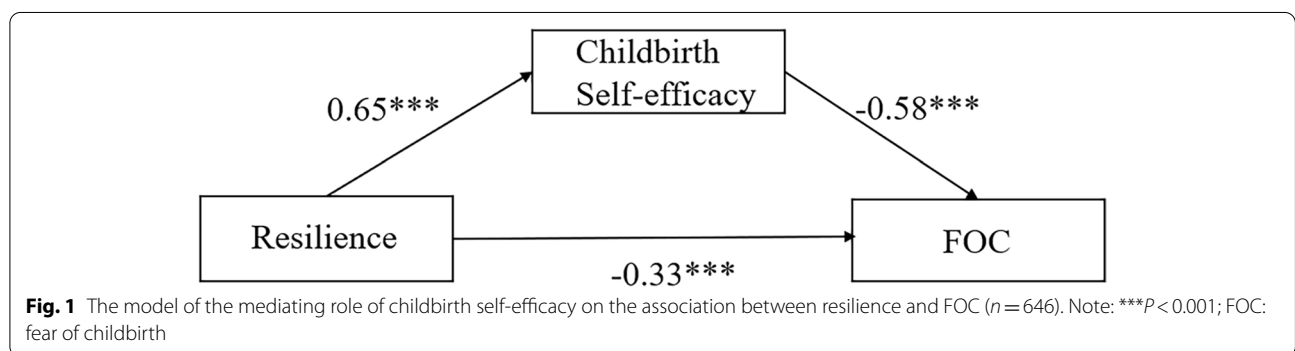 Childbirth
Self-efficacy
0.65***
-0.58***
Resilience
FOC
-0.33***
Fig. 1 The model of the mediating role of childbirth self-efficacy on the association between resilience and FOC (n = 646). Note: ***P < 0.001; FOC:
fear of childbirth